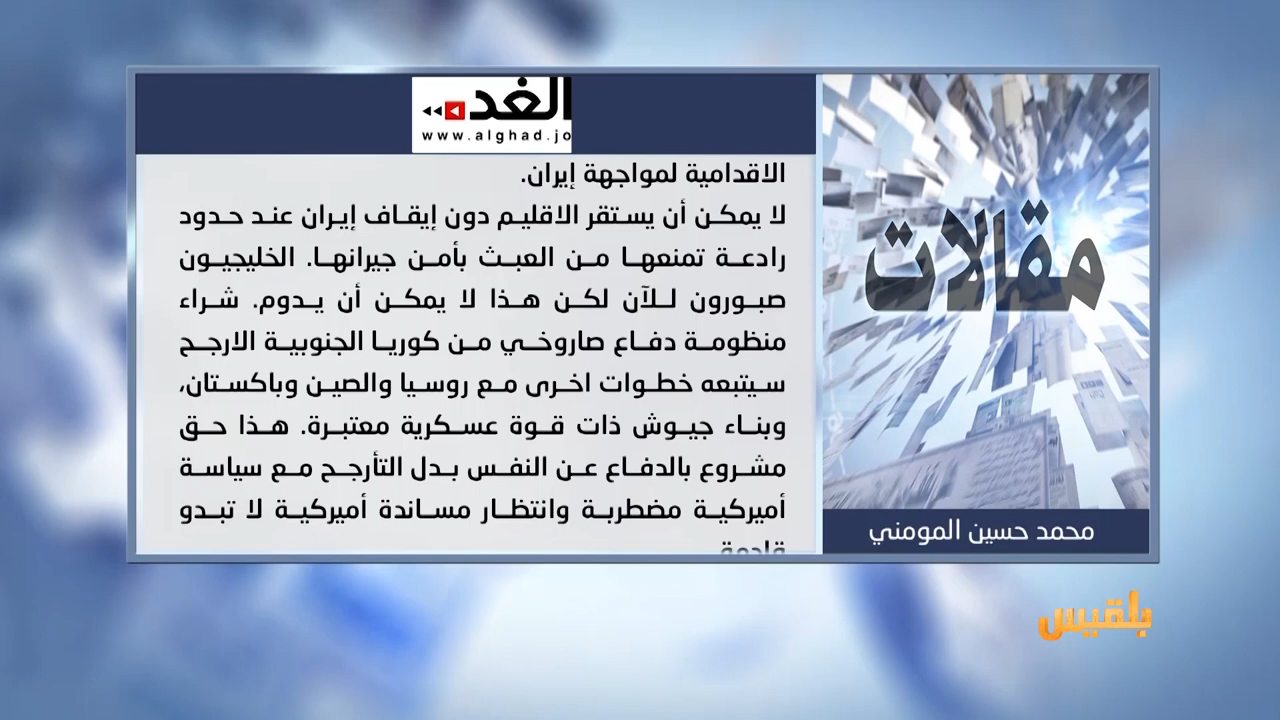 الغد
www.alghad.jo
الاقدامية لمواجهة إيران.
لا يمكن أن يستقر الاقليم دون إيقاف إيران عند حدود
رادعة تمنعها من العبث بأمن جيرانها. الخليجيون
صبورون للآن لكن هذا لا يمكن أن يدوم. شراء
منظومة دفاع صاروخي من كوريا الجنوبية الارجح
سيتبعه خطوات اخرى مع روسيا والصين وباكستان،
وبناء جيوش ذات قوة عسكرية معتبرة. هذا حق
مشروع بالدفاع عن النفس بدل التأرجح مع سياسة
أميركية مضطربة وانتظار مساندة أميركية لا تبدو
مقالات
محمد حسين المومني
بلقيس